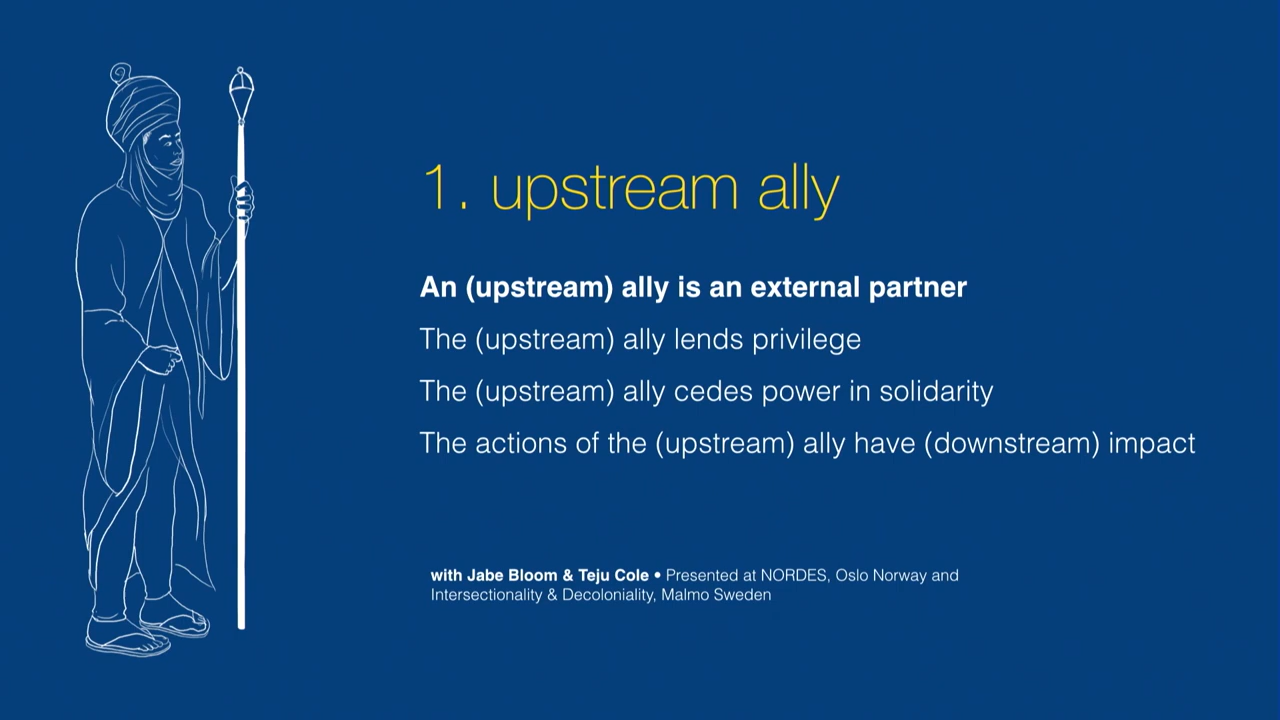 1. upstream ally
An (upstream) ally is an external partner
The (upstream) ally lends privilege
The (upstream) ally cedes power in solidarity
The actions of the (upstream) ally have (downstream) impact
with Jabe Bloom & Teju Cole • Presented at NORDES, Oslo Norway and
Intersectionality & Decoloniality, Malmo Sweden